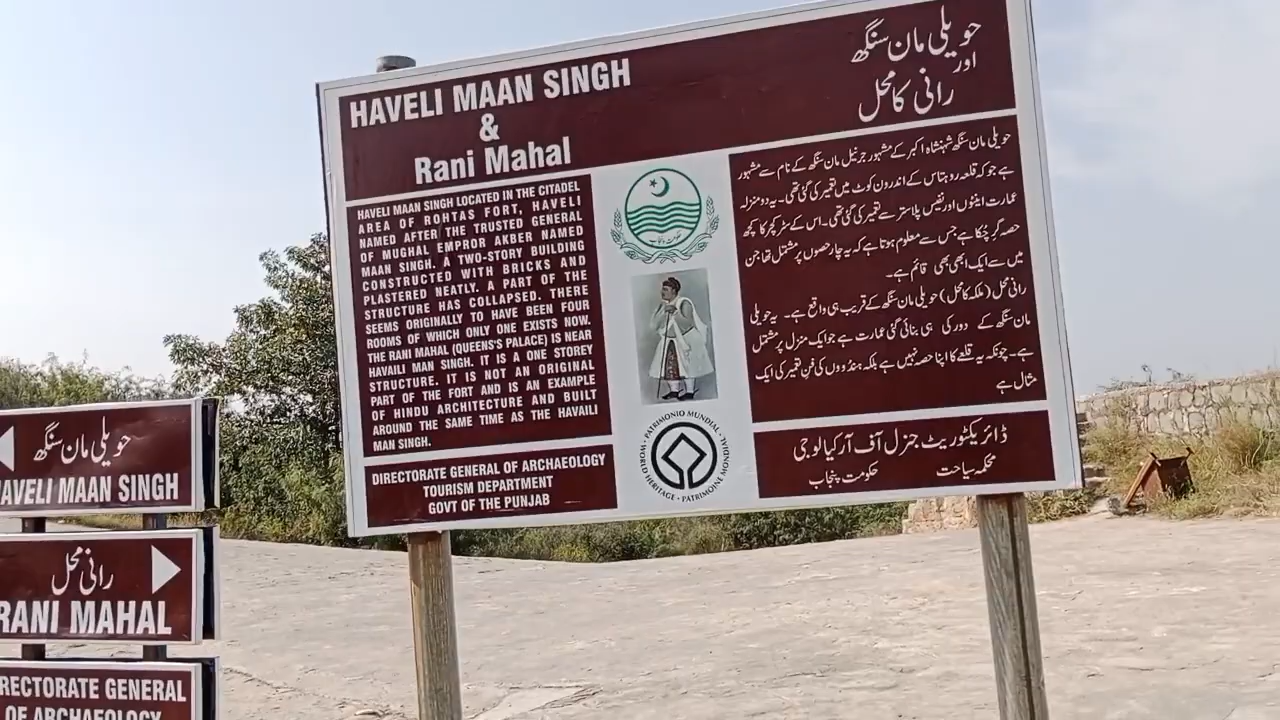 HAVELI MAAN SINGH
&
Rani Mahal
حویلی مان سنگھ
اور
رانی کا محل
HAVELI MAAN SINGH LOCATED IN THE CITADEL
AREA OF ROHTAS FORT, HAVELI
NAMED AFTER THE TRUSTED GENERAL
OF MUGHAL EMPROR AKBER NAMED
MAAN SINGH. A TWO-STORY BUILDING
CONSTRUCTED WITH BRICKS AND
PLASTERED NEATLY. A PART OF THE
STRUCTURE HAS COLLAPSED. THERE
SEEMS ORIGINALLY TO HAVE BEEN FOUR
ROOMS OF WHICH ONLY ONE EXISTS NOW.
THE RANI MAHAL (QUEEN'S PALACE) IS NEAR
HAVAILI MAN SINGH. IT IS A ONE STOREY
STRUCTURE. IT IS NOT AN ORIGINAL
PART OF THE FORT AND IS AN EXAMPLE
OF HINDU ARCHITECTURE AND BUILT
AROUND THE SAME TIME AS THE HAVAILI
MAN SINGH.
DIRECTORATE GENERAL OF ARCHAEOLOGY
TOURISM DEPARTMENT
GOVT OF THE PUNJAB
حکومت پنجاب
WORLD HERITAGE · PATRIMOINE MONDIAL · PATRIMONIO MUNDIAL ·
حویلی مان سنگھ شہنشاہ اکبر کے مشہور جرنیل مان سنگھ کے نام سے مشہور
ہے جو کہ قلعہ روہتاس کے اندرون کوٹ میں تعمیر کی گئی تھی۔ یہ دو منزلہ
عمارت اینٹوں اور نفیس پلاستر سے تعمیر کی گئی تھی۔ اس کے سٹرکچر کا کچھ
حصہ گر چکا ہے جس سے معلوم ہوتا ہے کہ یہ چار حصوں پر مشتمل تھا جن
میں سے ایک ابھی بھی قائم ہے۔
رانی محل (ملکہ کا محل) حویلی مان سنگھ کے قریب ہی واقع ہے۔ یہ حویلی
مان سنگھ کے دور کی ہی بنائی گئی عمارت ہے جو ایک منزل پر مشتمل
ہے۔ چونکہ یہ قلعے کا اپنا حصہ نہیں ہے بلکہ ہندؤوں کی فن تعمیر کی ایک
مثال ہے
ڈائریکٹوریٹ جنرل آف آرکیالوجی
محکمہ سیاحت حکومت پنجاب
حویلی مان سنگھ
HAVELI MAAN SINGH
رانی محل
RANI MAHAL
RECTORATE GENERAL
OF ARCHAEOLOGY